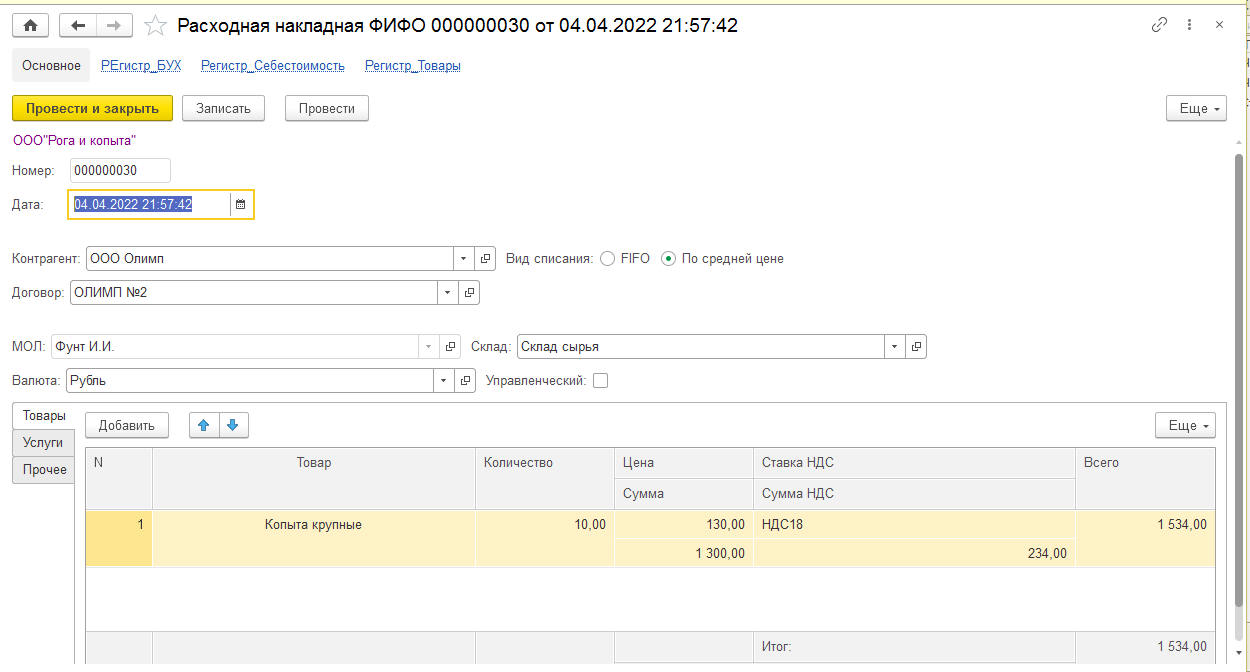 Расходная накладная ФИФО 000000030 от 04.04.2022 21:57:42
Основное РЕгистр_БУХ Регистр_Себестоимость Регистр_Товары
Провести и закрыть Записать Провести Еще
ООО"Рога и копыта"
Номер: 000000030
Дата: 04.04.2022 21:57:42
Контрагент: ООО Олимп Вид списания: FIFO По средней цене
Договор: ОЛИМП №2
МОЛ: Фунт И.И. Склад: Склад сырья
Валюта: Рубль Управленческий:
Товары
Услуги
Прочее
Добавить Еще
N Товар Количество Цена Ставка НДС Всего
Сумма Сумма НДС
1 Копыта крупные 10,00 130,00 НДС18 1 534,00
1 300,00 234,00
Итог: 1 534,00